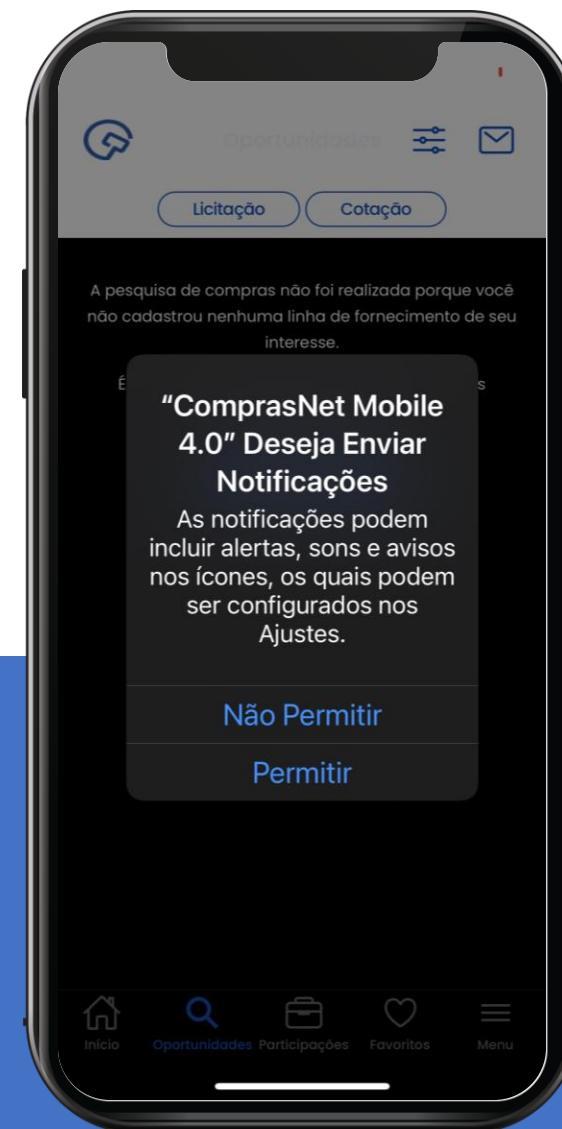 Oportunidades
Licitação Cotação
A pesquisa de compras não foi realizada porque você
não cadastrou nenhuma linha de fornecimento de seu
interesse.
É s
“ComprasNet Mobile
4.0” Deseja Enviar
Notificações
As notificações podem
incluir alertas, sons e avisos
nos ícones, os quais podem
ser configurados nos
Ajustes.
Não Permitir
Permitir
Início Oportunidades Participações Favoritos Menu